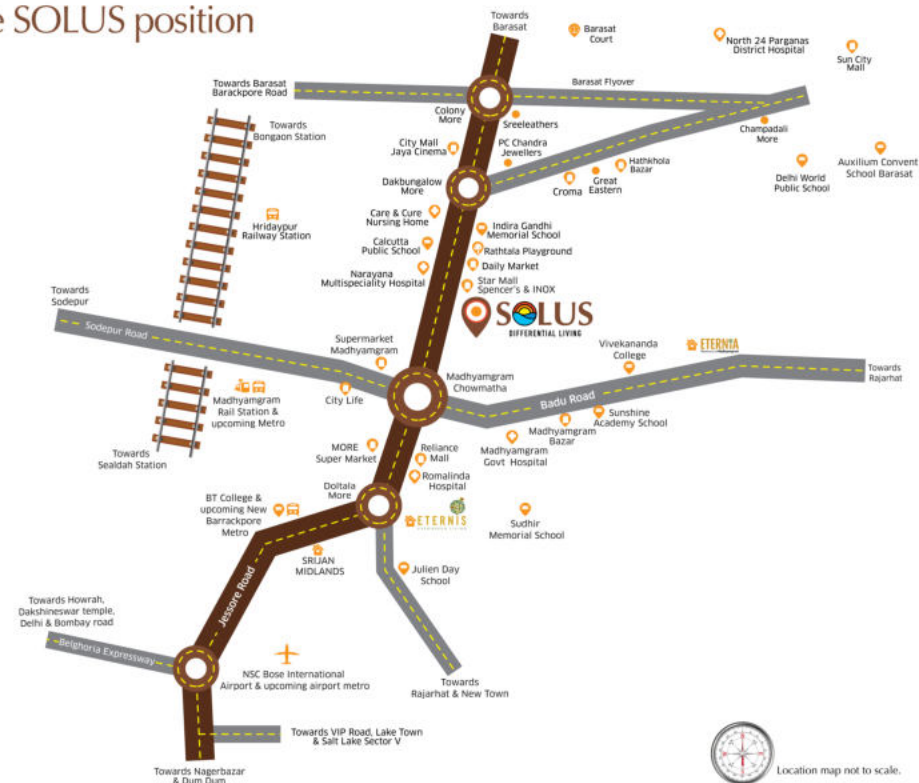 e SOLUS position
Towards
Barasat
Barasat
Court
North 24 Parganas
District Hospital
Sun City
Mall
Towards Barasat
Barackpore Road
Barasat Flyover
Colony
More
Sreeleathers
Champadali
More
Towards
Bongaon Station
City Mall
Jaya Cinema
PC Chandra
Jewellers
Hathkhola
Bazar
Auxilium Convent
School Barasat
Dakbungalow
More
Croma
Great
Eastern
Delhi World
Public School
Care & Cure
Nursing Home
Hridaypur
Railway Station
Indira Gandhi
Memorial School
Calcutta
Public School
Rathtala Playground
Daily Market
Narayana
Multispeciality Hospital
Star Mall
Spencer's & INOX
Towards
Sodepur
SOLUS
DIFFERENTIAL LIVING
Sodepur Road
Supermarket
Madhyamgram
Vivekananda
College
ETERNIA
Towards
Rajarhat
Madhyamgram
Chowmatha
Badu Road
Madhyamgram
Rail Station &
upcoming Metro
City Life
Sunshine
Academy School
Madhyamgram
Bazar
Madhyamgram
Govt Hospital
MORE
Super Market
Reliance
Mall
Towards
Sealdah Station
Romalinda
Hospital
Doltala
More
BT College &
upcoming New
Barrackpore
Metro
ETERNIS
Sudhir
Memorial School
SRIJAN
MIDLANDS
Julien Day
School
Jessore Road
Towards Howrah,
Dakshineswar temple,
Delhi & Bombay road
Belghoria Expressway
NSC Bose International
Airport & upcoming airport metro
Towards
Rajarhat & New Town
Towards VIP Road, Lake Town
& Salt Lake Sector V
Towards Nagerbazar
& Dum Dum
Location map not to scale.